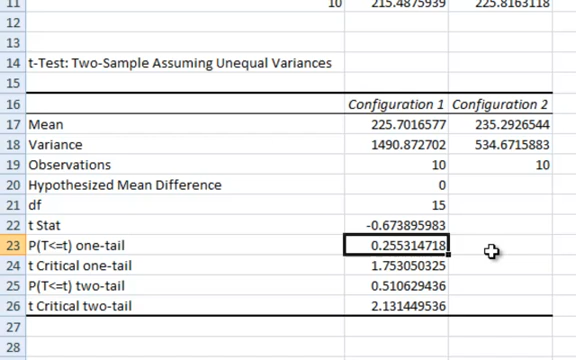 11 10 215.4875939 225.8163118
12
13
14 t-Test: Two-Sample Assuming Unequal Variances
15
16 Configuration 1 Configuration 2
17 Mean 225.7016577 235.2926544
18 Variance 1490.872702 534.6715883
19 Observations 10 10
20 Hypothesized Mean Difference 0
21 df 15
22 t Stat -0.673895983
23 P(T<=t) one-tail 0.255314718
24 t Critical one-tail 1.753050325
25 P(T<=t) two-tail 0.510629436
26 t Critical two-tail 2.131449536
27
28